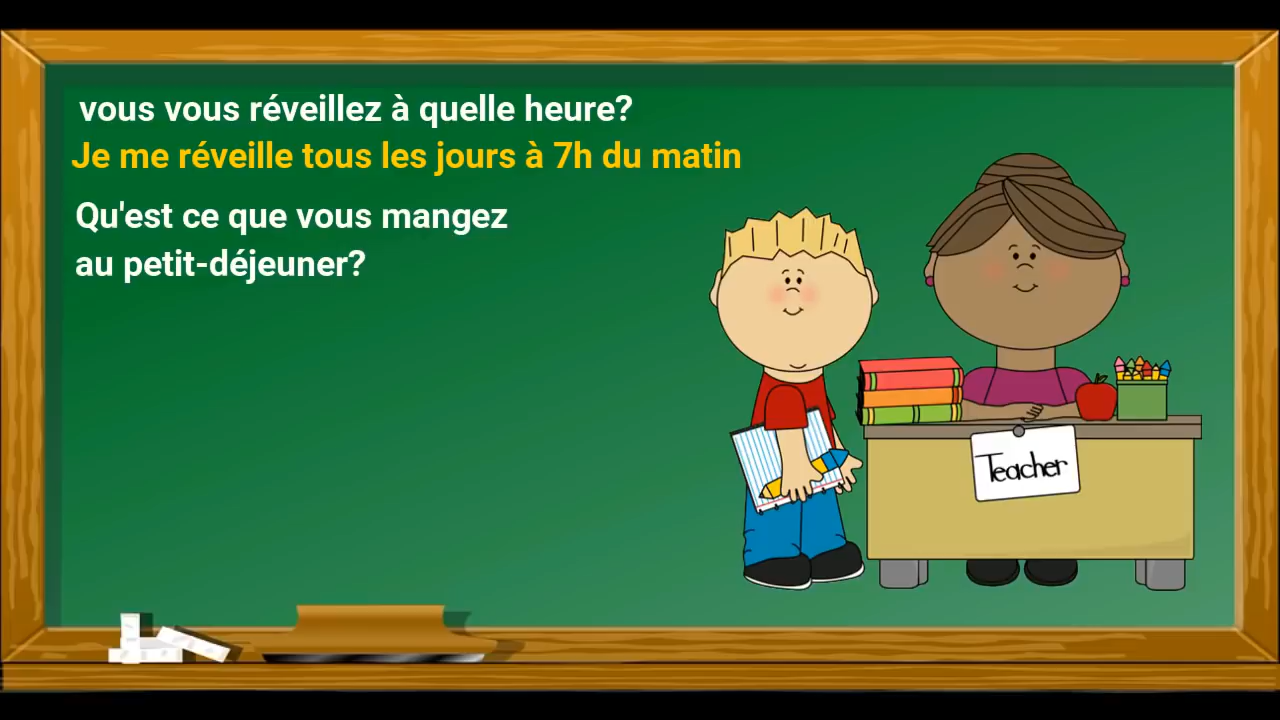 vous vous réveillez à quelle heure?
Je me réveille tous les jours à 7h du matin
Qu'est ce que vous mangez
au petit-déjeuner?
Teacher